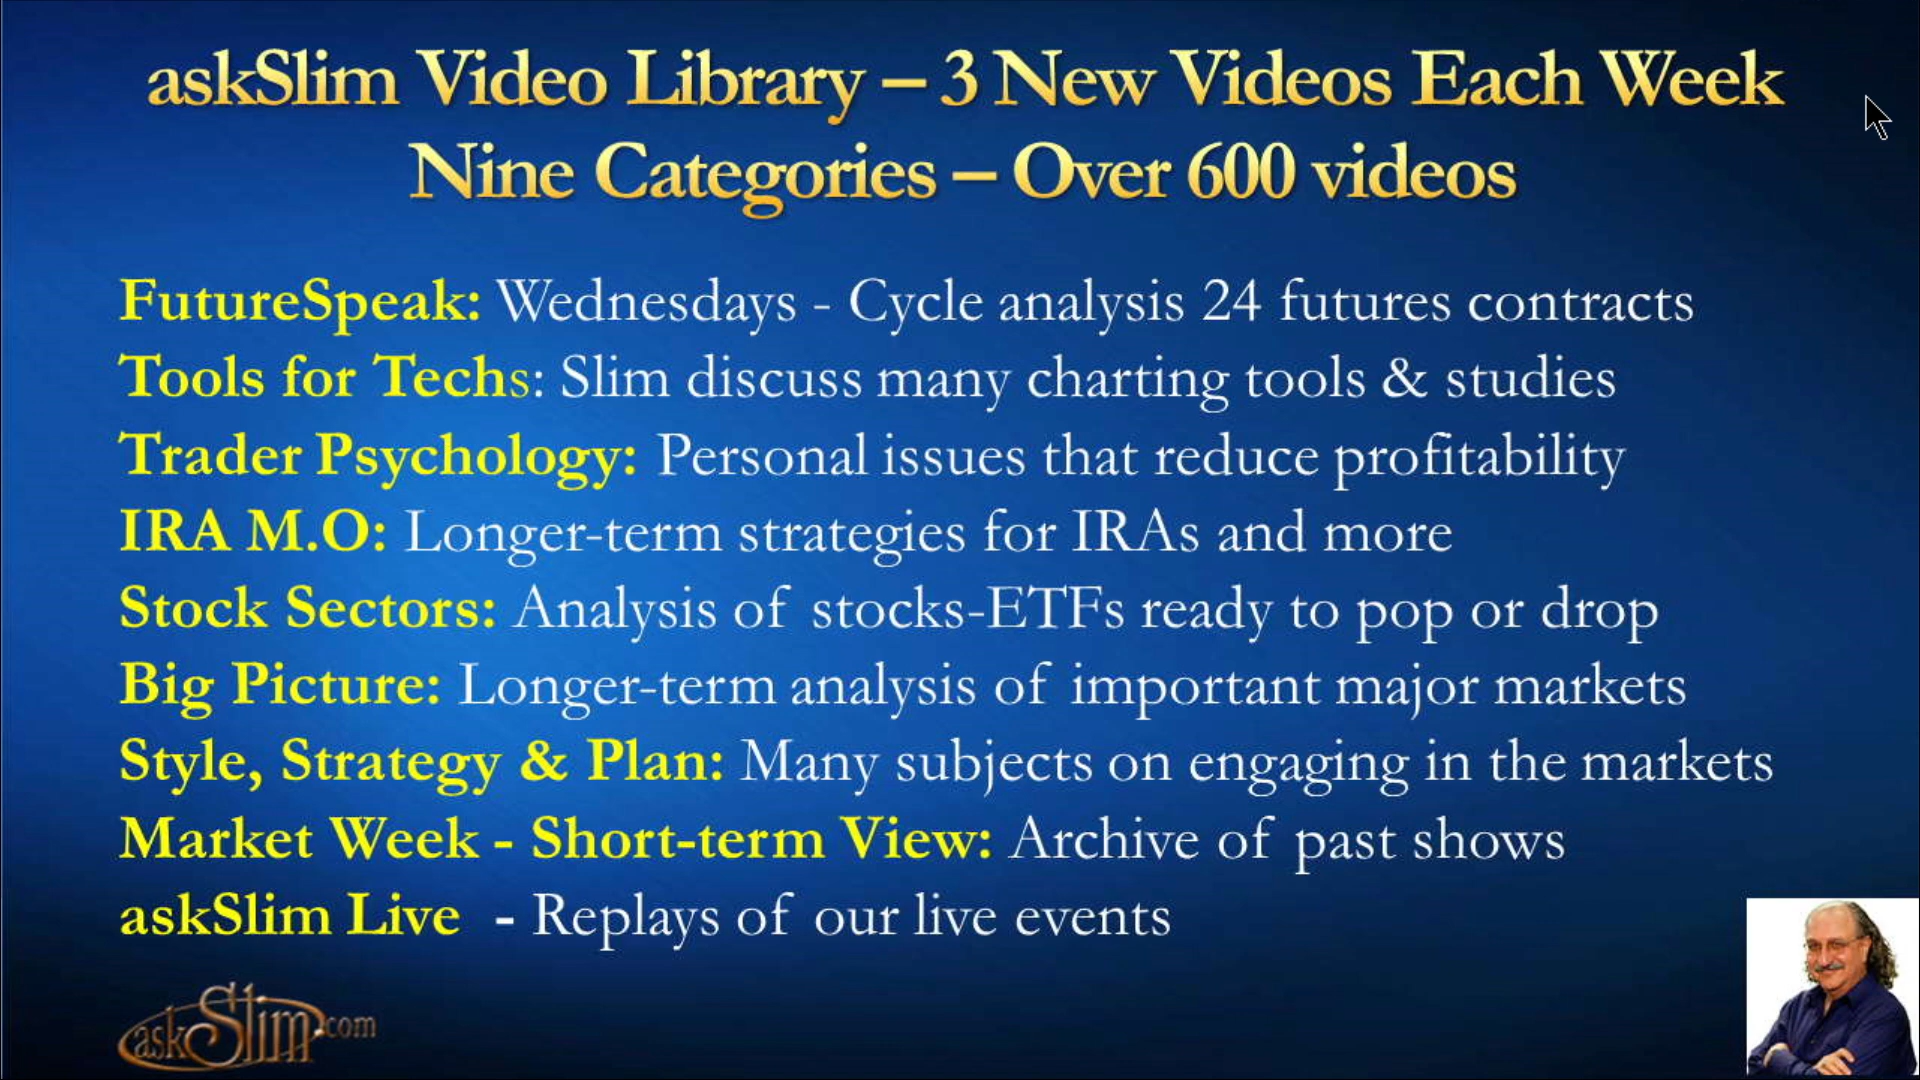 askSlim Video Library – 3 New Videos Each Week
Nine Categories – Over 600 videos
FutureSpeak: Wednesdays - Cycle analysis 24 futures contracts
Tools for Techs: Slim discuss many charting tools & studies
Trader Psychology: Personal issues that reduce profitability
IRA M.O: Longer-term strategies for IRAs and more
Stock Sectors: Analysis of stocks-ETFs ready to pop or drop
Big Picture: Longer-term analysis of important major markets
Style, Strategy & Plan: Many subjects on engaging in the markets
Market Week - Short-term View: Archive of past shows
askSlim Live - Replays of our live events
askSlim.com